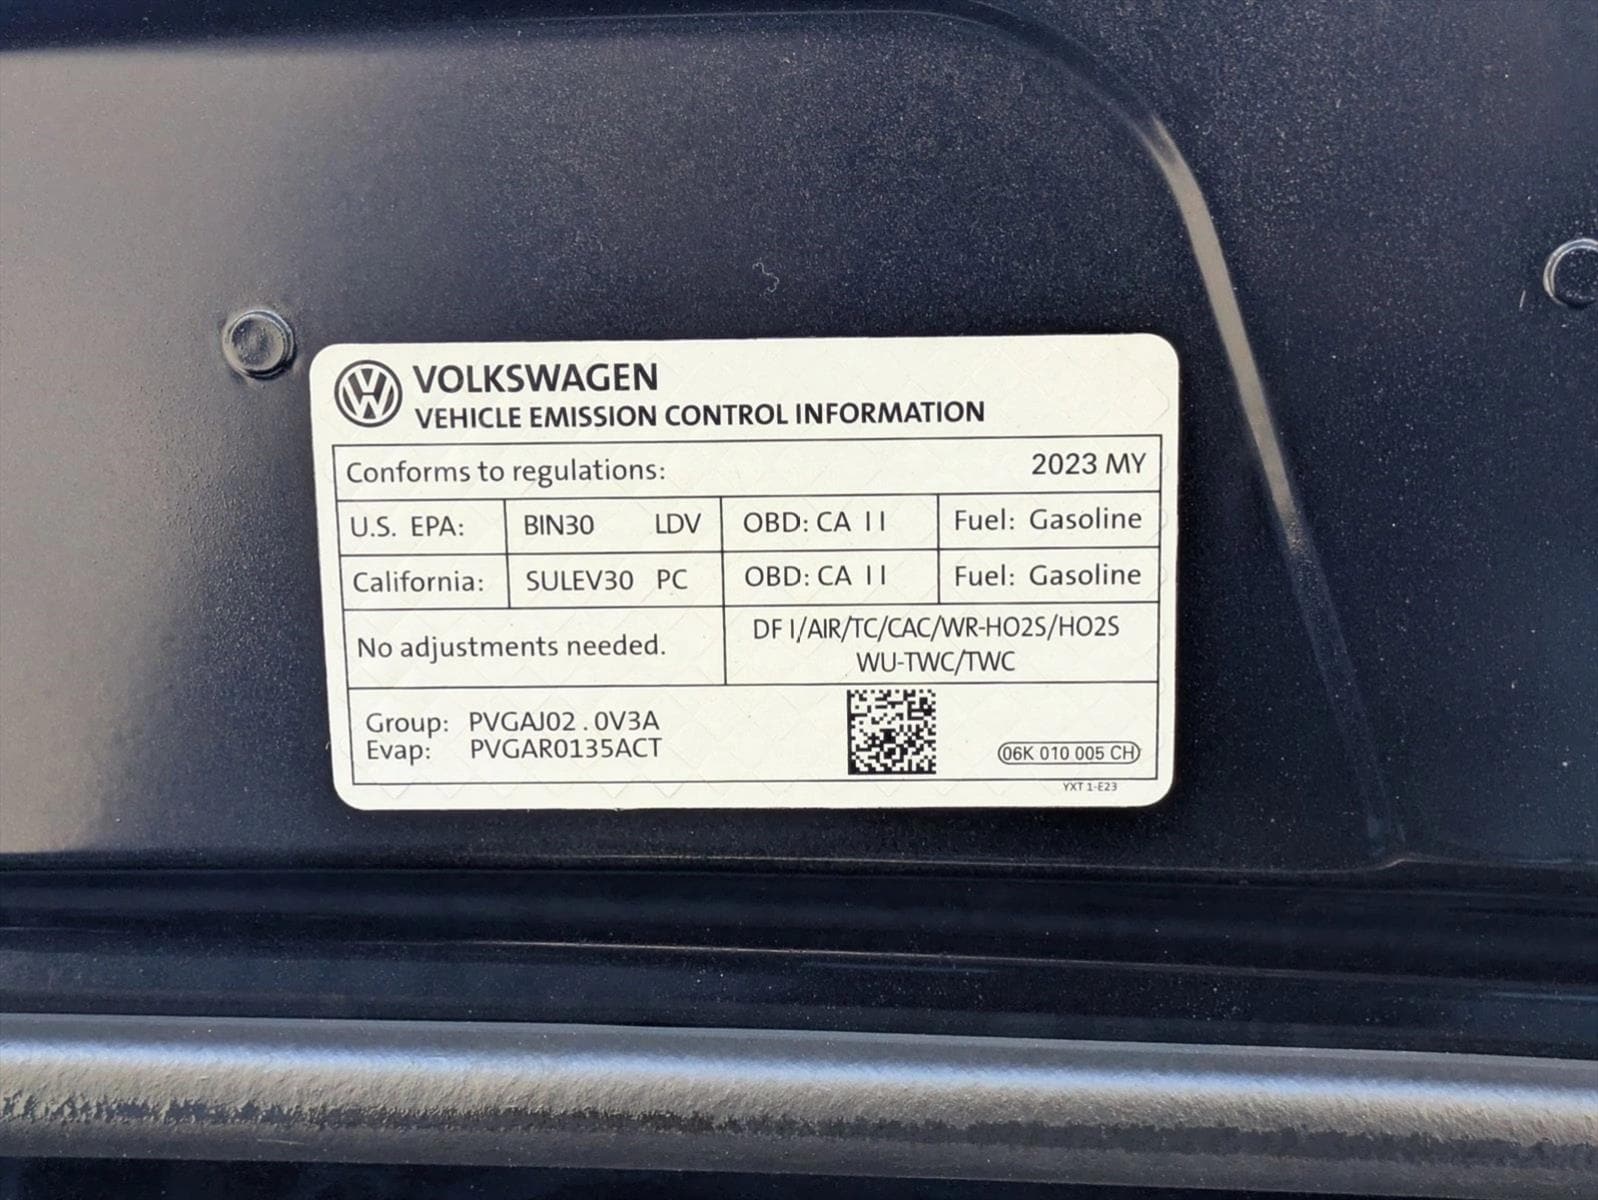 VOLKSWAGEN
VEHICLE EMISSION CONTROL INFORMATION
Conforms to regulations: 2023 MY
U.S. EPA: BIN30 LDV OBD: CA II Fuel: Gasoline
California: SULEV30 PC OBD: CA II Fuel: Gasoline
No adjustments needed.
DFI/AIR/TC/CAC/WR-HO2S/HO2S
WU-TWC/TWC
Group: PVGAJ02.0V3A
Evap: PVGAR0135ACT
06K 010 005 CH
YXT 1-E23